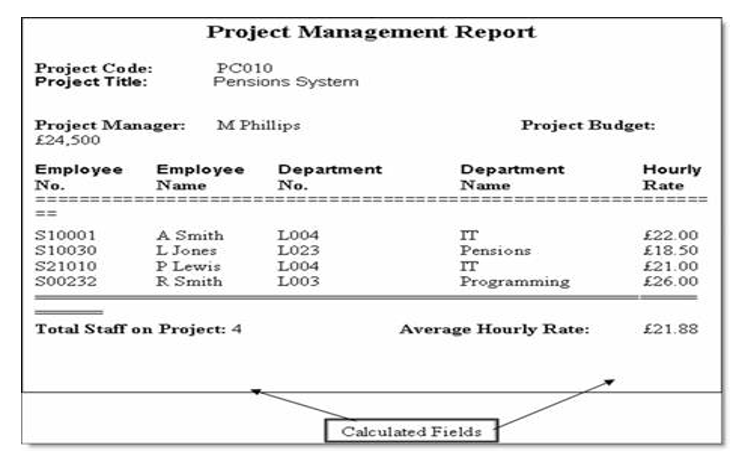 Project Management Report
Project Code: PC010
Project Title: Pensions System
Project Manager: M Phillips Project Budget:
£24,500
Employee Employee Department Department Hourly
No. Name No. Name Rate
==============================================================
==
S10001 A Smith L004 IT £22.00
S10030 L Jones L023 Pensions £18.50
S21010 P Lewis L004 IT £21.00
S00232 R Smith L003 Programming £26.00
Total Staff on Project: 4 Average Hourly Rate: £21.88
Calculated Fields